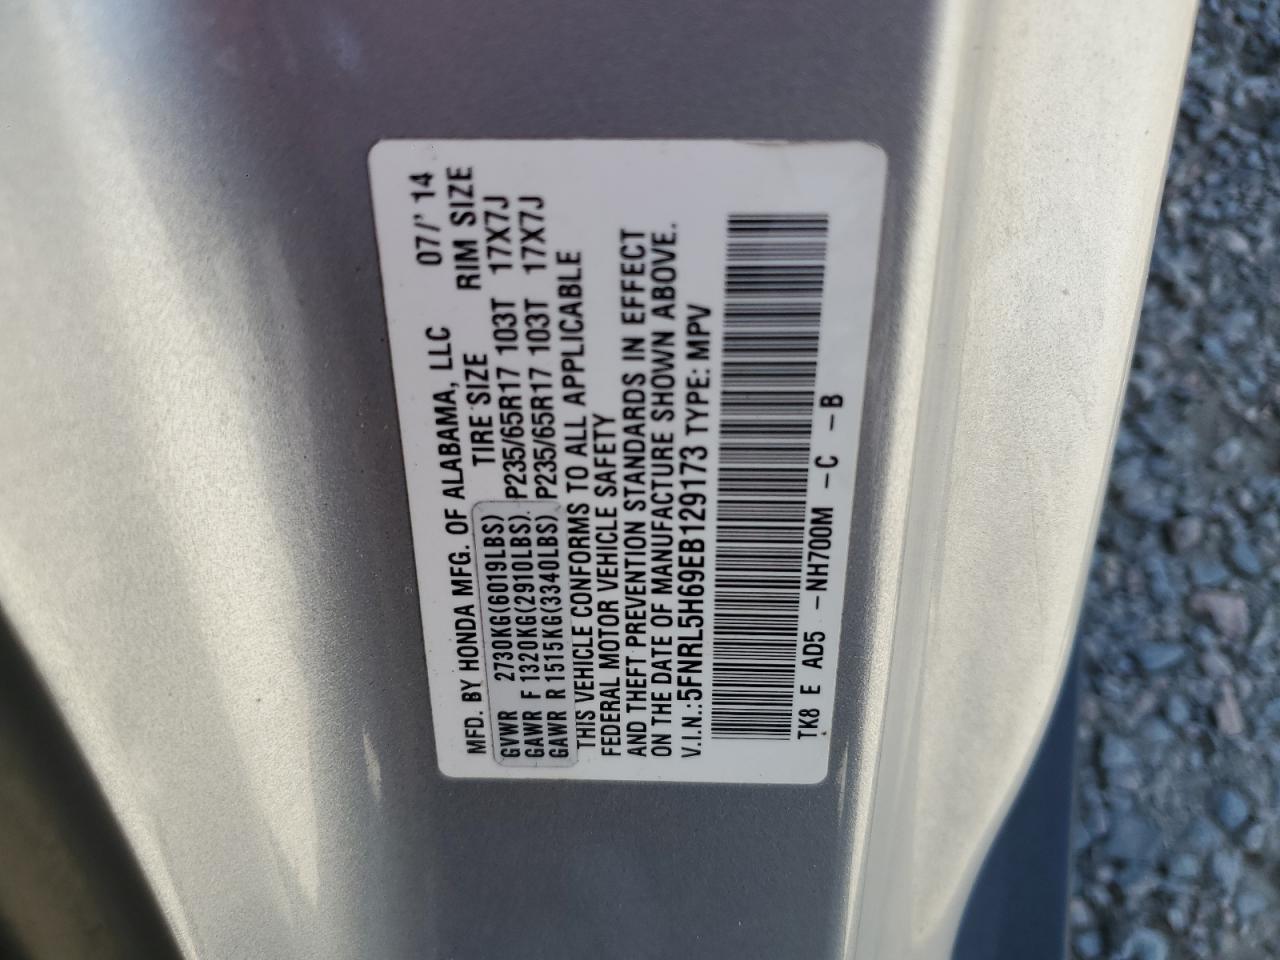 MFD. BY HONDA MFG. OF ALABAMA, LLC 07/' 14
TIRE SIZE RIM SIZE
GVWR 2730KG(6019LBS)
GAWR F 1320KG(2910LBS). P235/65R17 103T 17X7J
GAWR R 1515KG(3340LBS) P235/65R17 103T 17X7J
THIS VEHICLE CONFORMS TO ALL APPLICABLE
FEDERAL MOTOR VEHICLE SAFETY
AND THEFT PREVENTION STANDARDS IN EFFECT
ON THE DATE OF MANUFACTURE SHOWN ABOVE.
V.I.N.:5FNRL5H69EB129173 TYPE: MPV
TK8 E AD5 -NH700M -C -B